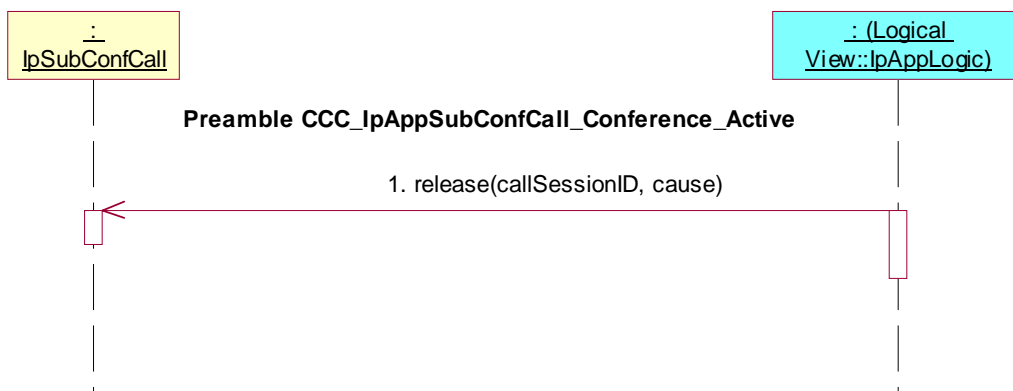 :
IpSubConfCall
: (Logical
View::IpAppLogic)
Preamble CCC_IpAppSubConfCall_Conference_Active
1. release(callSessionID, cause)